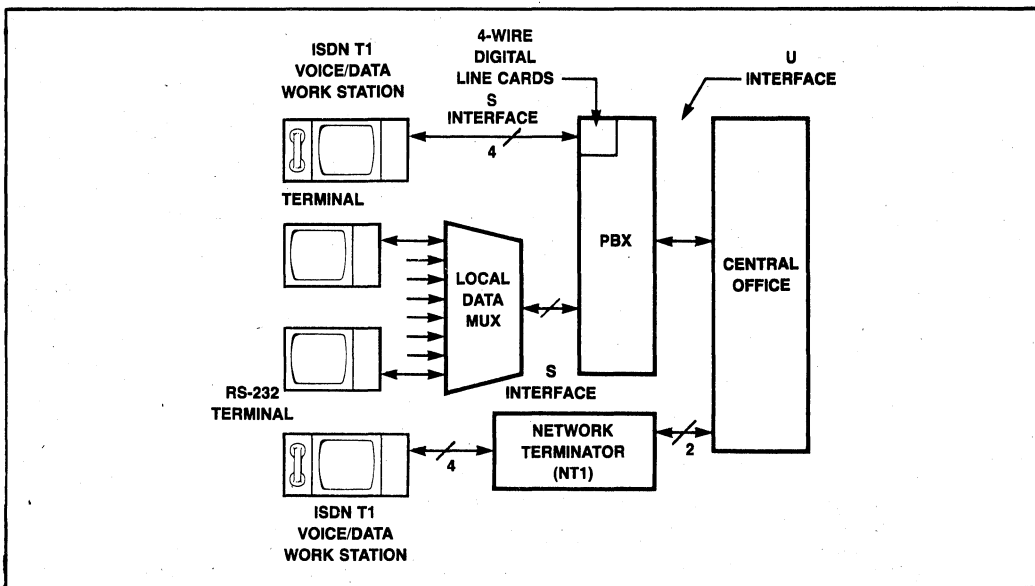 ISDN T1
VOICE/DATA
WORK STATION
4-WIRE
DIGITAL
LINE CARDS
S
INTERFACE
4
U
INTERFACE
TERMINAL
PBX
CENTRAL
OFFICE
LOCAL
DATA
MUX
S
INTERFACE
RS-232
TERMINAL
NETWORK
TERMINATOR
(NT1)
4
2
ISDN T1
VOICE/DATA
WORK STATION